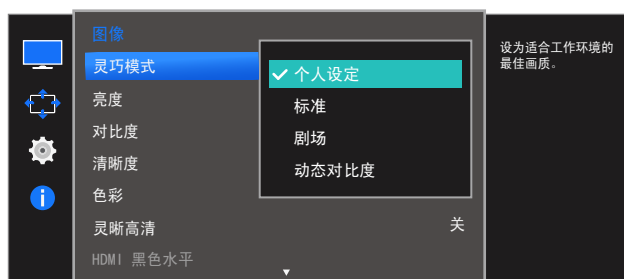 图像
灵巧模式
亮度
对比度
清晰度
色彩
灵晰高清 关
HDMI 黑色水平
个人设定
标准
剧场
动态对比度
设为适合工作环境的
最佳画质。